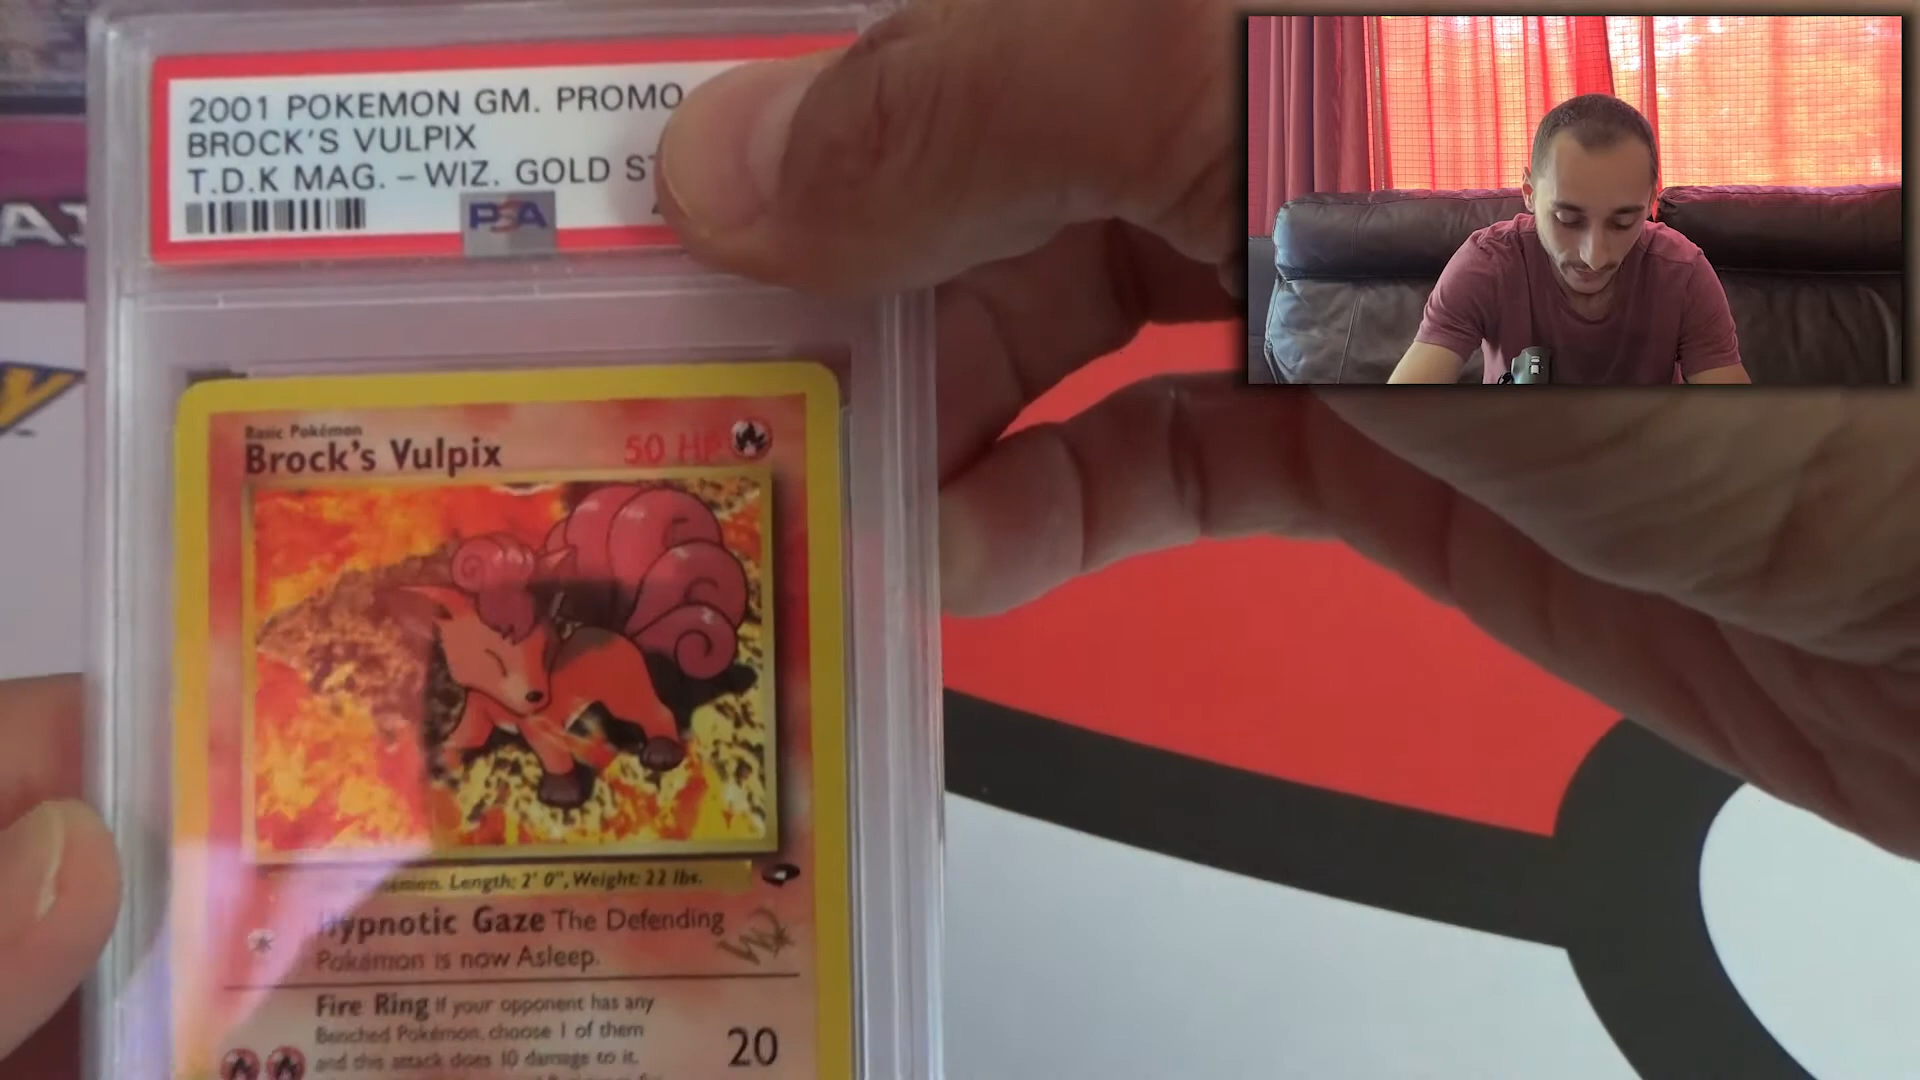 2001 POKEMON GM. PROMO
BROCK'S VULPIX
T.D.K MAG. – WIZ. GOLD
PSA
Basic Pokémon
Brock's Vulpix 50 HP
Length: 2' 0", Weight: 22 lbs.
Hypnotic Gaze The Defending
Pokémon is now Asleep.
Fire Ring If your opponent has any
Benched Pokémon, choose 1 of them
and this attack does 10 damage to it.
20